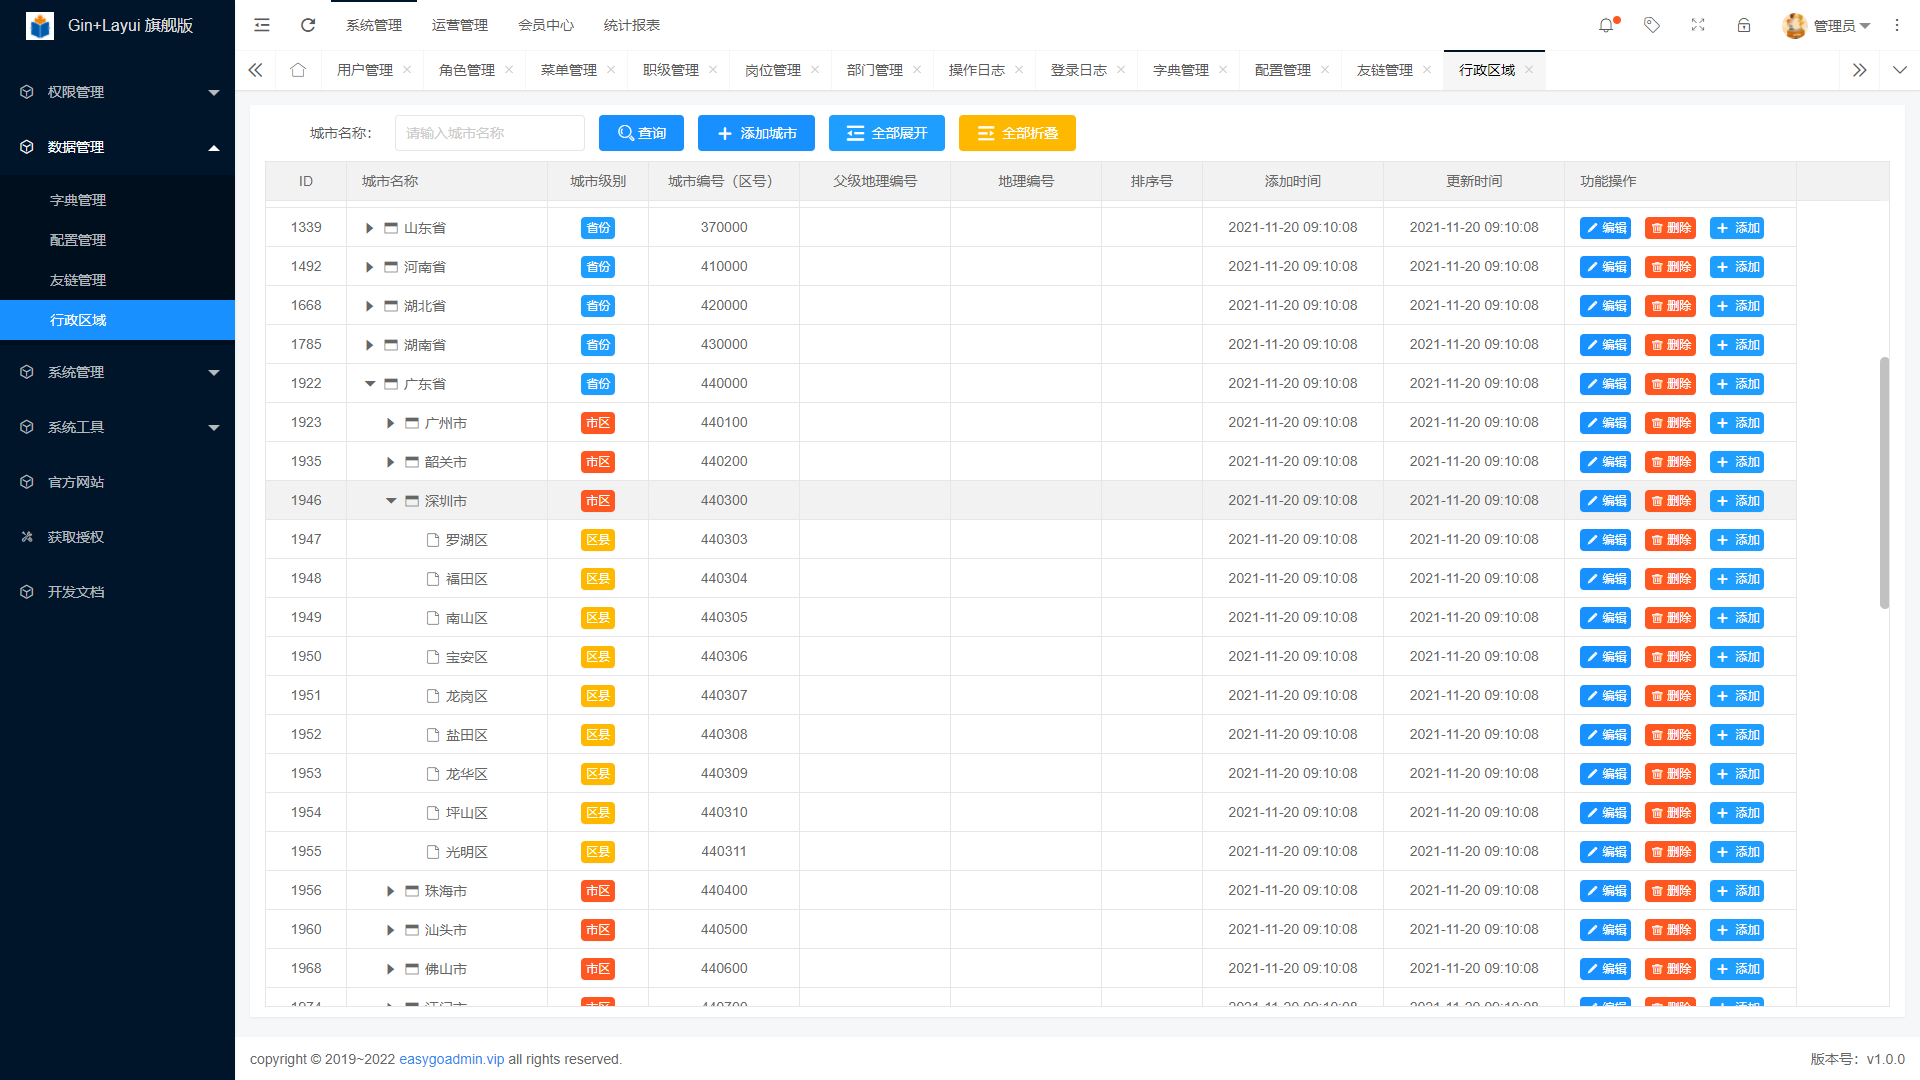 Gin+Layui 旗舰版
系统管理 运营管理 会员中心 统计报表 管理员
用户管理 角色管理 菜单管理 职级管理 岗位管理 部门管理 操作日志 登录日志 字典管理 配置管理 友链管理 行政区域
权限管理
数据管理
字典管理
配置管理
友链管理
行政区域
系统管理
系统工具
官方网站
获取授权
开发文档
城市名称: 请输入城市名称 查询 添加城市 全部展开 全部折叠
ID 城市名称 城市级别 城市编号（区号） 父级地理编号 地理编号 排序号 添加时间 更新时间 功能操作
1339 山东省 省份 370000 2021-11-20 09:10:08 2021-11-20 09:10:08 编辑 删除 添加
1492 河南省 省份 410000 2021-11-20 09:10:08 2021-11-20 09:10:08 编辑 删除 添加
1668 湖北省 省份 420000 2021-11-20 09:10:08 2021-11-20 09:10:08 编辑 删除 添加
1785 湖南省 省份 430000 2021-11-20 09:10:08 2021-11-20 09:10:08 编辑 删除 添加
1922 广东省 省份 440000 2021-11-20 09:10:08 2021-11-20 09:10:08 编辑 删除 添加
1923 广州市 市区 440100 2021-11-20 09:10:08 2021-11-20 09:10:08 编辑 删除 添加
1935 韶关市 市区 440200 2021-11-20 09:10:08 2021-11-20 09:10:08 编辑 删除 添加
1946 深圳市 市区 440300 2021-11-20 09:10:08 2021-11-20 09:10:08 编辑 删除 添加
1947 罗湖区 区县 440303 2021-11-20 09:10:08 2021-11-20 09:10:08 编辑 删除 添加
1948 福田区 区县 440304 2021-11-20 09:10:08 2021-11-20 09:10:08 编辑 删除 添加
1949 南山区 区县 440305 2021-11-20 09:10:08 2021-11-20 09:10:08 编辑 删除 添加
1950 宝安区 区县 440306 2021-11-20 09:10:08 2021-11-20 09:10:08 编辑 删除 添加
1951 龙岗区 区县 440307 2021-11-20 09:10:08 2021-11-20 09:10:08 编辑 删除 添加
1952 盐田区 区县 440308 2021-11-20 09:10:08 2021-11-20 09:10:08 编辑 删除 添加
1953 龙华区 区县 440309 2021-11-20 09:10:08 2021-11-20 09:10:08 编辑 删除 添加
1954 坪山区 区县 440310 2021-11-20 09:10:08 2021-11-20 09:10:08 编辑 删除 添加
1955 光明区 区县 440311 2021-11-20 09:10:08 2021-11-20 09:10:08 编辑 删除 添加
1956 珠海市 市区 440400 2021-11-20 09:10:08 2021-11-20 09:10:08 编辑 删除 添加
1960 汕头市 市区 440500 2021-11-20 09:10:08 2021-11-20 09:10:08 编辑 删除 添加
1968 佛山市 市区 440600 2021-11-20 09:10:08 2021-11-20 09:10:08 编辑 删除 添加
copyright © 2019~2022 easygoadmin.vip all rights reserved. 版本号：v1.0.0